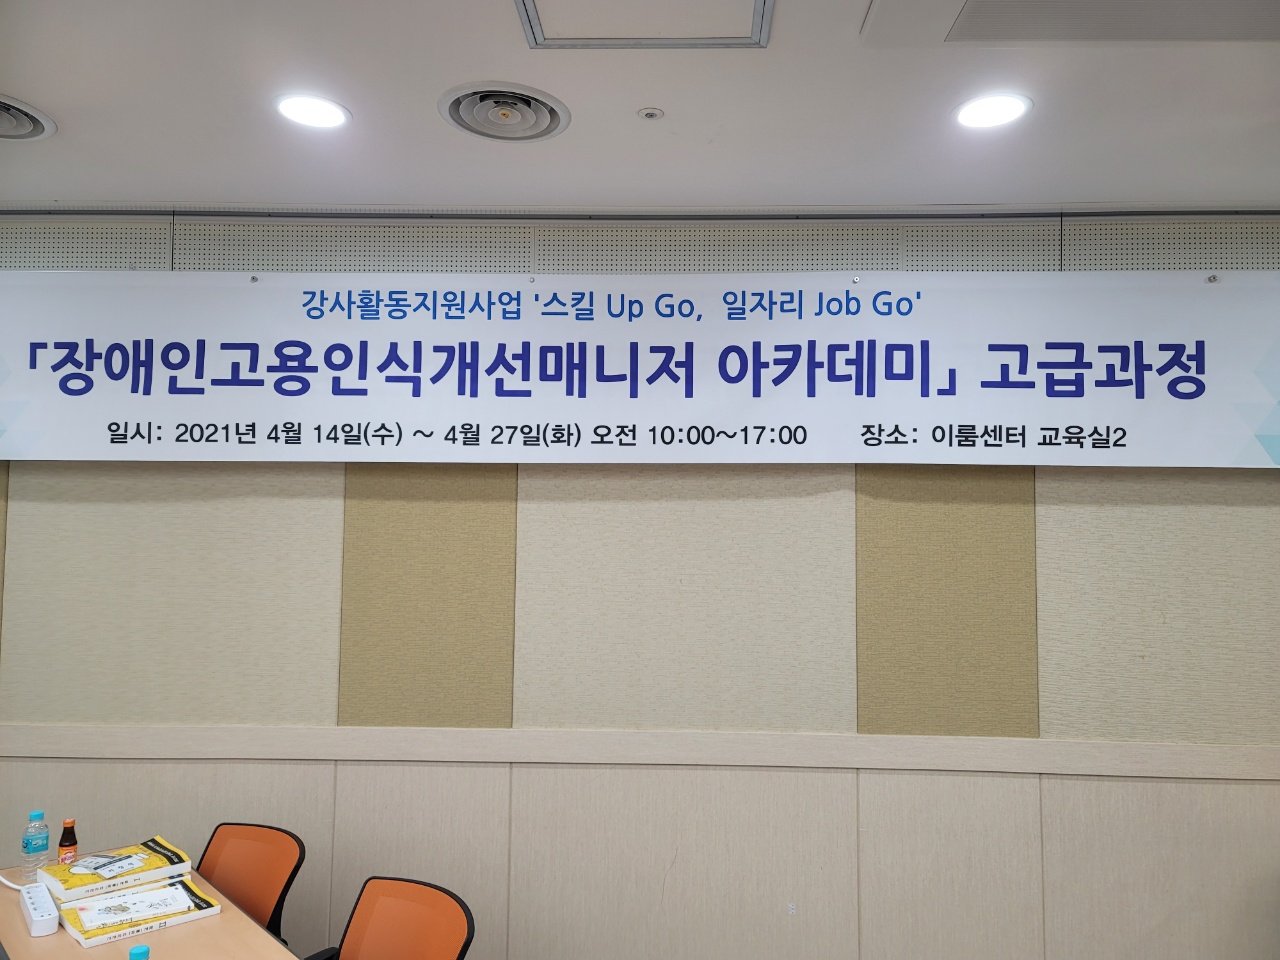 강사활동지원사업 '스킬 Up Go, 일자리 Job Go'
「장애인고용인식개선매니저 아카데미」 고급과정
일시: 2021년 4월 14일(수) ~ 4월 27일(화) 오전 10:00~17:00 장소: 이룸센터 교육실2